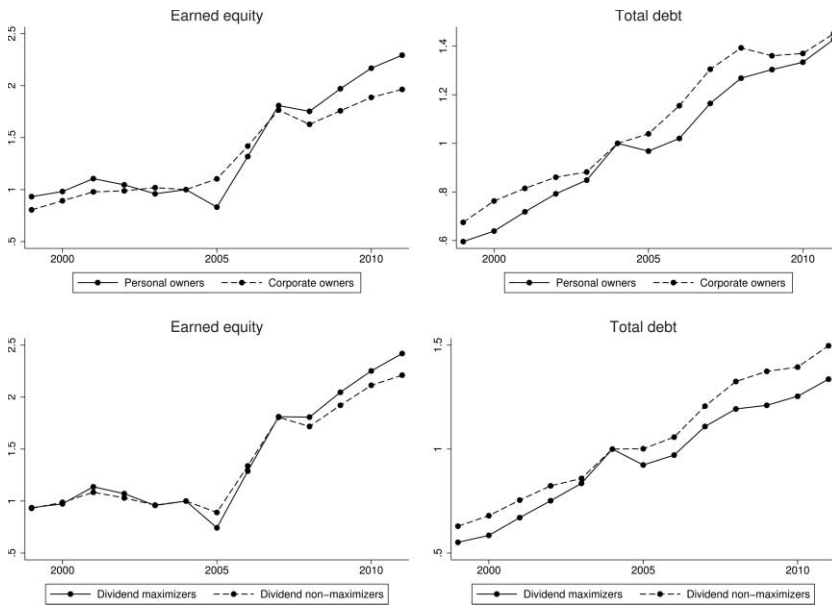 Earned equity
2.5
2
1.5
1
.5
2000 2005 2010
Personal owners Corporate owners
Total debt
1.4
1.2
1
.8
.6
2000 2005 2010
Personal owners Corporate owners
Earned equity
2.5
2
1.5
1
.5
2000 2005 2010
Dividend maximizers Dividend non-maximizers
Total debt
1.5
1
.5
2000 2005 2010
Dividend maximizers Dividend non-maximizers